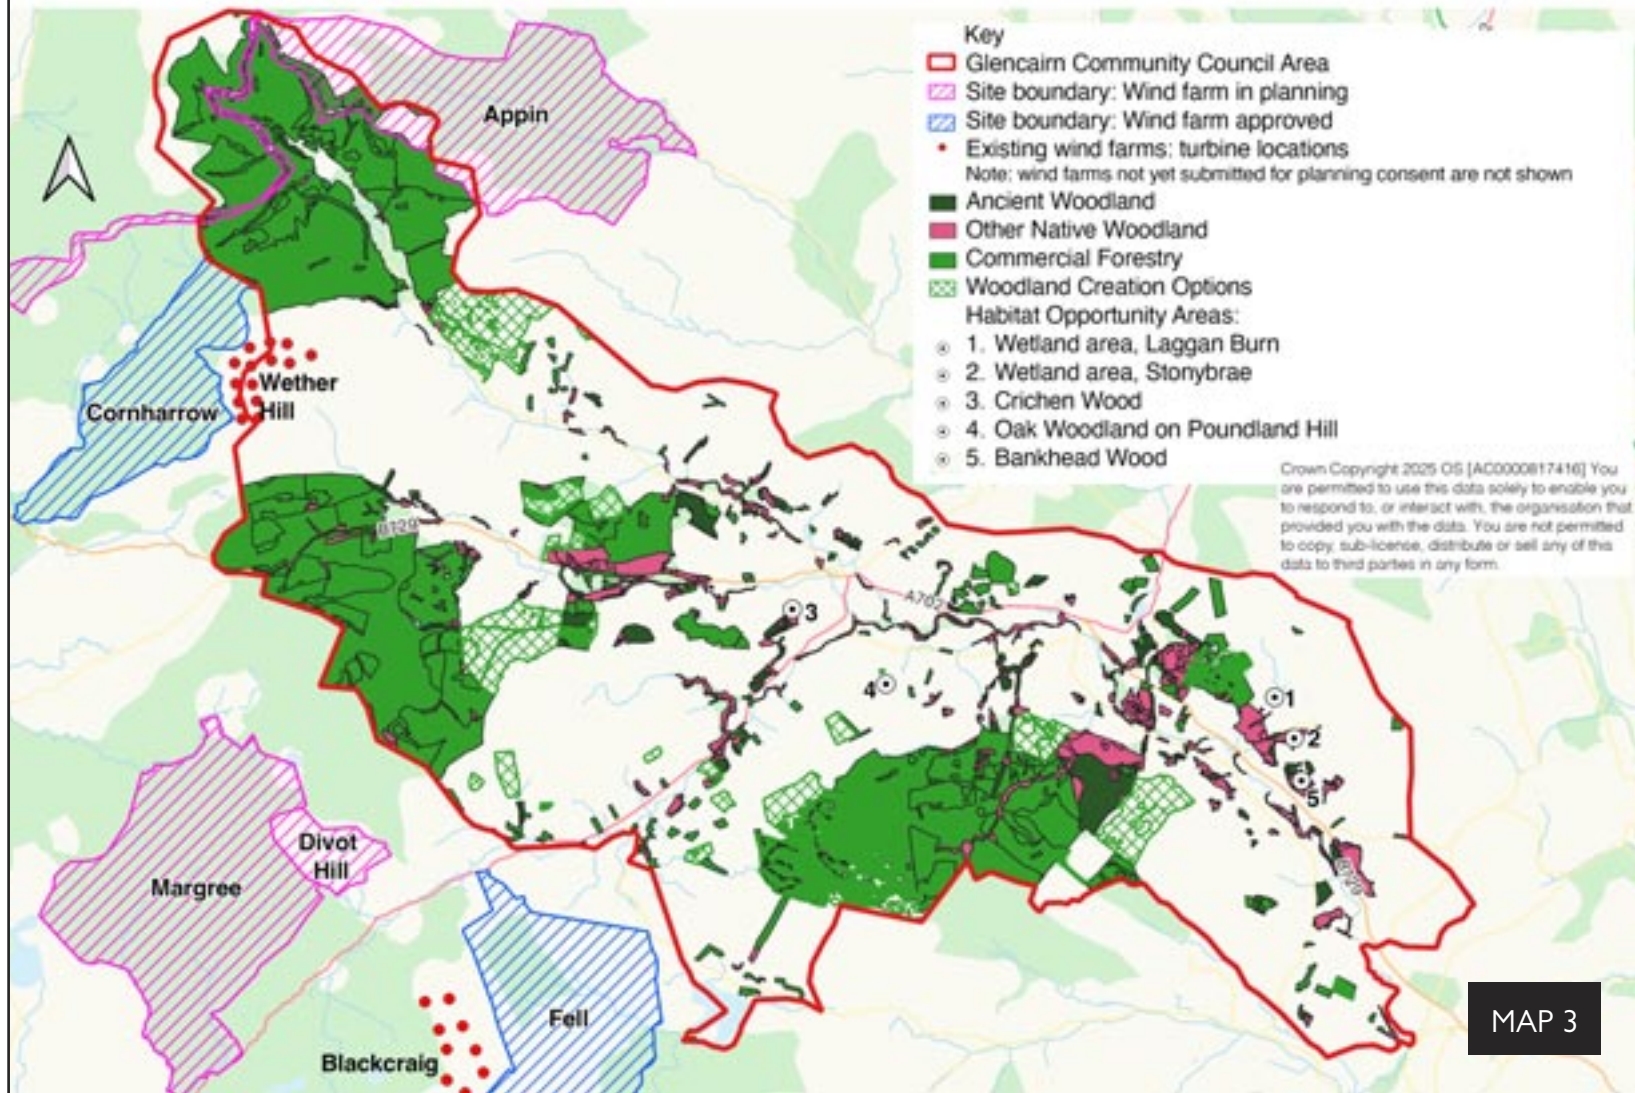 Key
Glencairn Community Council Area
Site boundary: Wind farm in planning
Site boundary: Wind farm approved
Existing wind farms: turbine locations
Note: wind farms not yet submitted for planning consent are not shown
Ancient Woodland
Other Native Woodland
Commercial Forestry
Woodland Creation Options
Habitat Opportunity Areas:
1. Wetland area, Laggan Burn
2. Wetland area, Stonybrae
3. Crichen Wood
4. Oak Woodland on Poundland Hill
5. Bankhead Wood
Crown Copyright 2025 OS [AC0000817416] You
are permitted to use this data solely to enable you
to respond to, or interact with, the organisation that
provided you with the data. You are not permitted
to copy, sub-license, distribute or sell any of this
data to third parties in any form.
Appin
Wether
Hill
Cornharrow
B729
A702
3
4
1
2
5
B729
Divot
Hill
Margree
Fell
Blackcraig
MAP 3